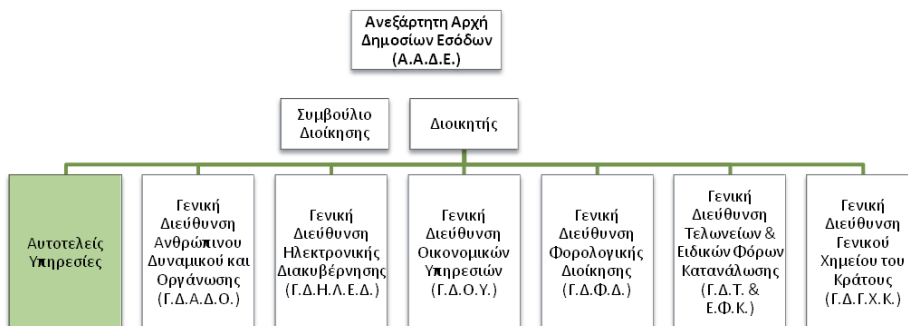 Ανεξάρτητη Αρχή
Δημοσίων Εσόδων
(Α.Α.Δ.Ε.)
Συμβούλιο
Διοίκησης
Διοικητής
Αυτοτελείς
Υπηρεσίες
Γενική
Διεύθυνση
Ανθρώπινου
Δυναμικού και
Οργάνωσης
(Γ.Δ.Α.Δ.Ο.)
Γενική
Διεύθυνση
Ηλεκτρονικής
Διακυβέρνησης
(Γ.Δ.Η.Λ.Ε.Δ.)
Γενική
Διεύθυνση
Οικονομικών
Υπηρεσιών
(Γ.Δ.Ο.Υ.)
Γενική
Διεύθυνση
Φορολογικής
Διοίκησης
(Γ.Δ.Φ.Δ.)
Γενική
Διεύθυνση
Τελωνείων &
Ειδικών Φόρων
Κατανάλωσης
(Γ.Δ.Τ. &
Ε.Φ.Κ.)
Γενική
Διεύθυνση
Γενικού
Χημείου του
Κράτους
(Γ.Δ.Γ.Χ.Κ.)